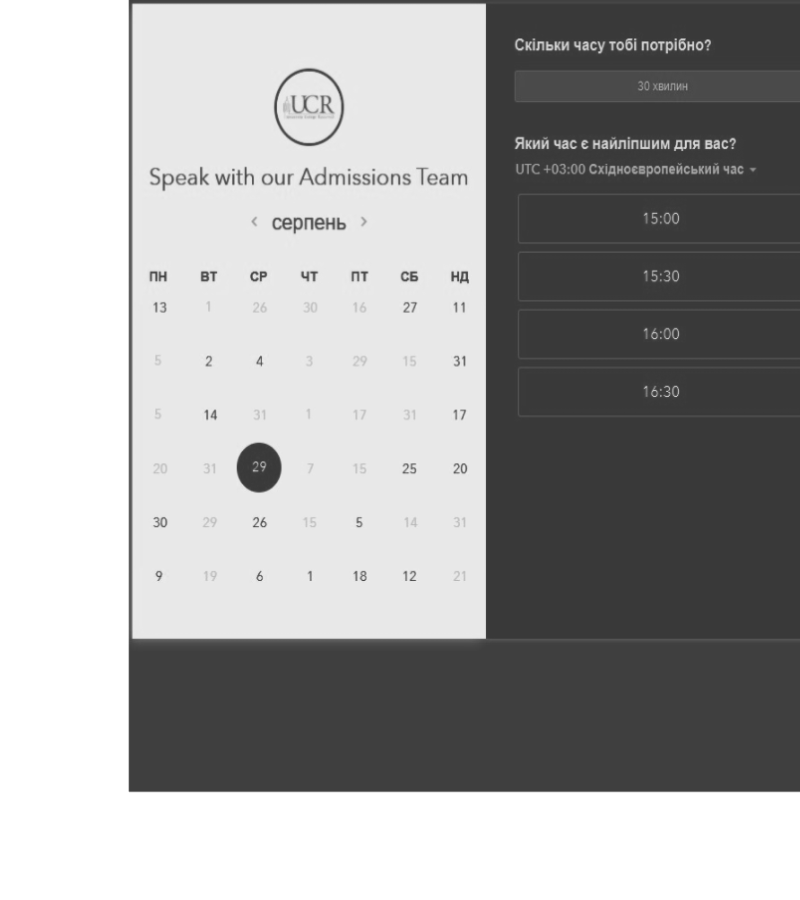 UCR
Speak with our Admissions Team
< серпень >
ПН ВТ СР ЧТ ПТ СБ НД
13 1 26 30 16 27 11
5 2 4 3 29 15 31
5 14 31 1 17 31 17
20 31 29 7 15 25 20
30 29 26 15 5 14 31
9 19 6 1 18 12 21
Скільки часу тобі потрібно?
30 хвилин
Який час є найліпшим для вас?
UTC +03:00 Східноєвропейський час
15:00
15:30
16:00
16:30